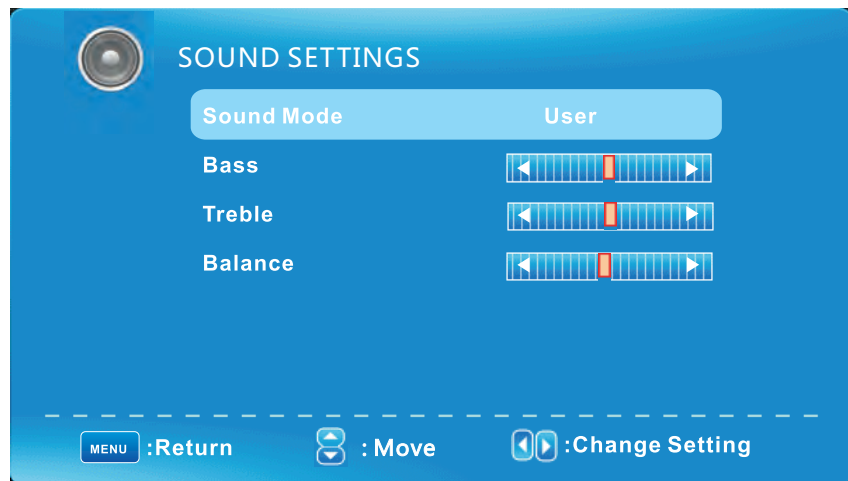 SOUND SETTINGS
Sound Mode User
Bass
Treble
Balance
MENU :Return : Move :Change Setting